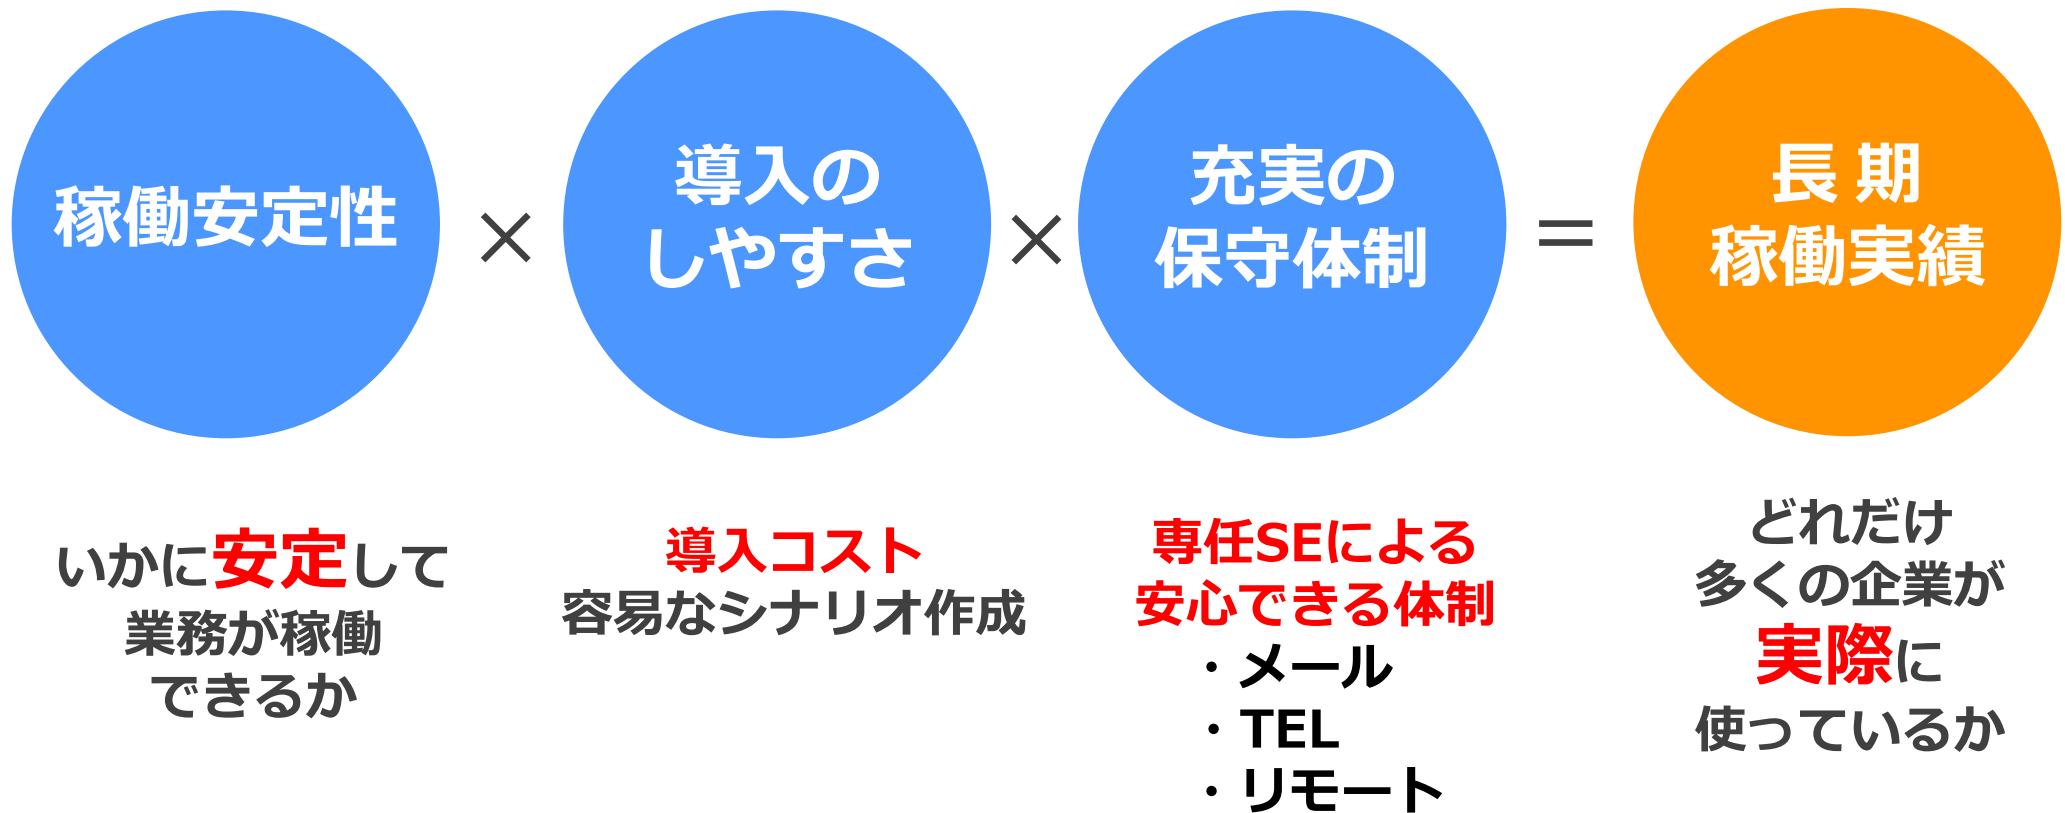 稼働安定性
×
導入の
しやすさ
×
充実の
保守体制
＝
長 期
稼働実績
いかに安定して
業務が稼働
できるか
導入コスト
容易なシナリオ作成
専任SEによる
安心できる体制
・メール
・TEL
・リモート
どれだけ
多くの企業が
実際に
使っているか